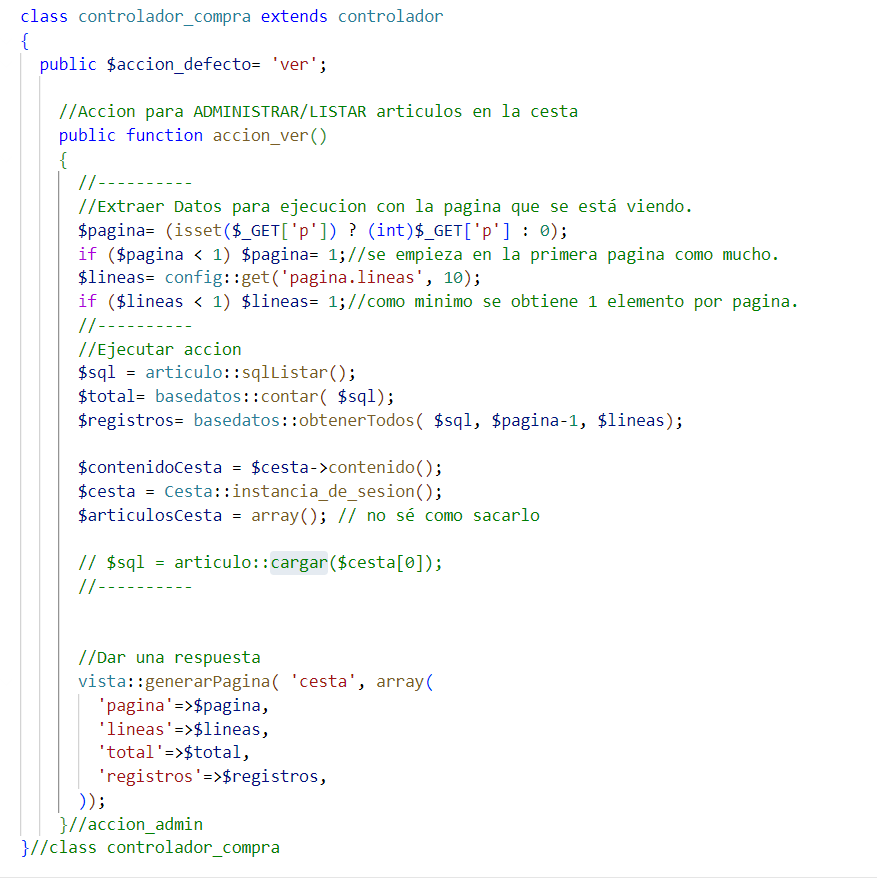 class controlador_compra extends controlador
{
public $accion_defecto= 'ver';
//Accion para ADMINISTRAR/LISTAR articulos en la cesta
public function accion_ver()
{
//----------
//Extraer Datos para ejecucion con la pagina que se está viendo.
$pagina= (isset($_GET['p']) ? (int)$_GET['p'] : 0);
if ($pagina < 1) $pagina= 1;//se empieza en la primera pagina como mucho.
$lineas= config::get('pagina.lineas', 10);
if ($lineas < 1) $lineas= 1;//como minimo se obtiene 1 elemento por pagina.
//----------
//Ejecutar accion
$sql = articulo::sqlListar();
$total= basedatos::contar( $sql);
$registros= basedatos::obtenerTodos( $sql, $pagina-1, $lineas);
$contenidoCesta = $cesta->contenido();
$cesta = Cesta::instancia_de_sesion();
$articulosCesta = array(); // no sé como sacarlo
// $sql = articulo::cargar($cesta[0]);
//----------
//Dar una respuesta
vista::generarPagina( 'cesta', array(
'pagina'=>$pagina,
'lineas'=>$lineas,
'total'=>$total,
'registros'=>$registros,
));
}//accion_admin
}//class controlador_compra